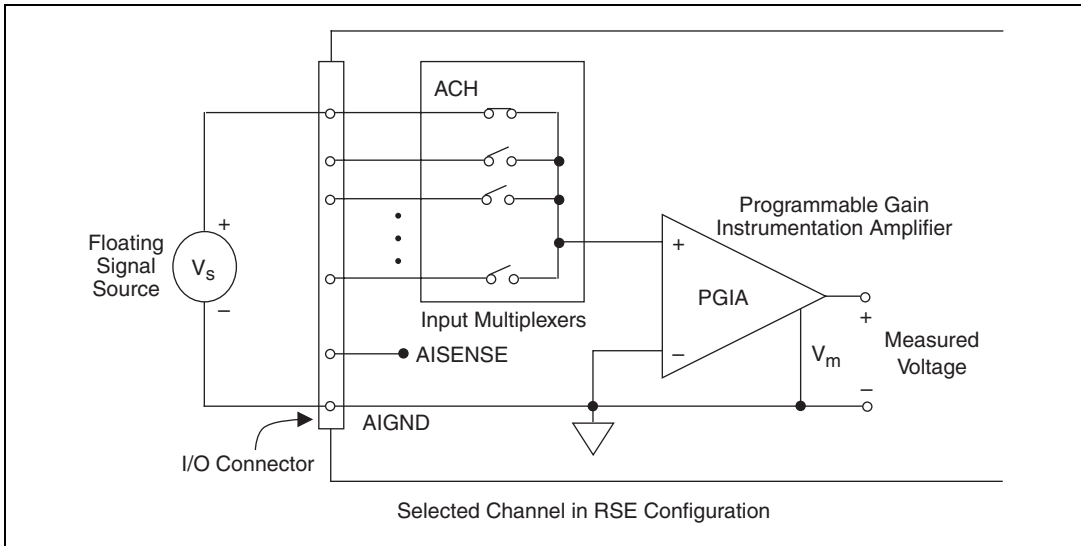 ACH
+
Floating
Signal
Source
Vs
−
Programmable Gain
Instrumentation Amplifier
+
PGIA
−
Input Multiplexers
+
Measured
Voltage
Vm
−
AISENSE
AIGND
I/O Connector
Selected Channel in RSE Configuration